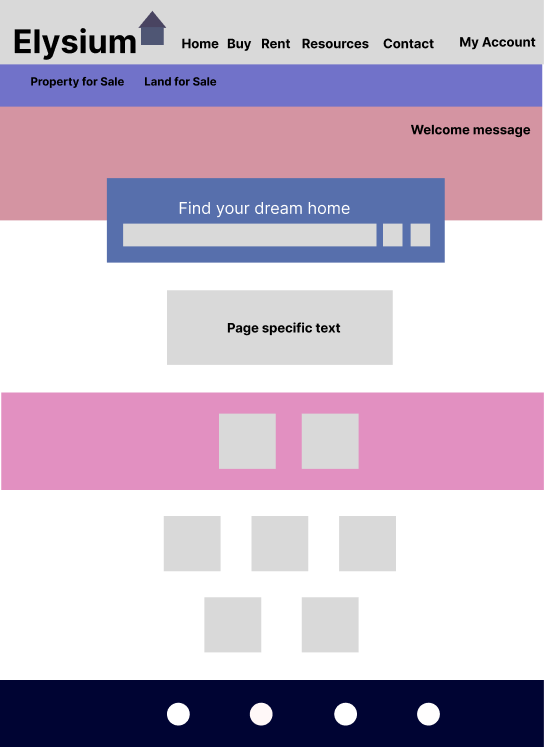 Elysium
Home Buy Rent Resources Contact My Account
Property for Sale Land for Sale
Welcome message
Find your dream home
Page specific text